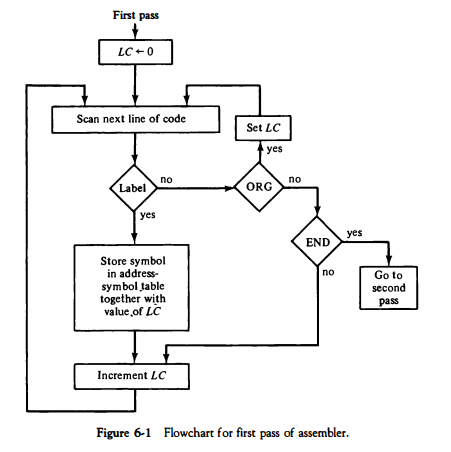 First pass
LC ← 0
Scan next line of code
Set LC
yes
Label
no
ORG
no
yes
END
yes
no
Store symbol
in address-
symbol table
together with
value of LC
Go to
second
pass
Increment LC
Figure 6-1 Flowchart for first pass of assembler.